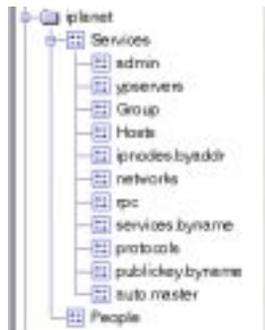 iplanet
Services
admin
ypservers
Group
Hosts
ipnodes.byaddr
networks
rpc
services.byname
protocols
publickey.byname
auto.master
People